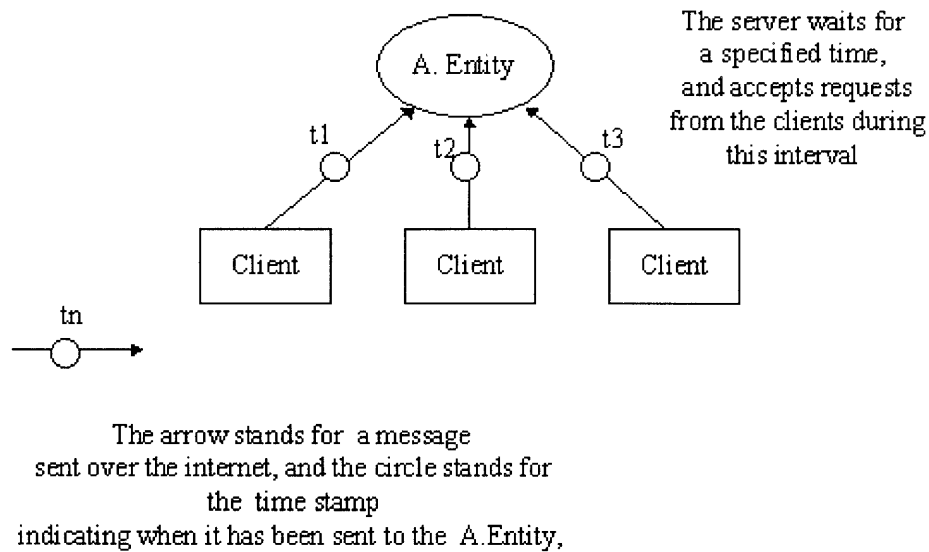 A. Entity
The server waits for
a specified time,
and accepts requests
from the clients during
this interval
t1
t2
t3
Client
Client
Client
tn
The arrow stands for a message
sent over the internet, and the circle stands for
the time stamp
indicating when it has been sent to the A.Entity,